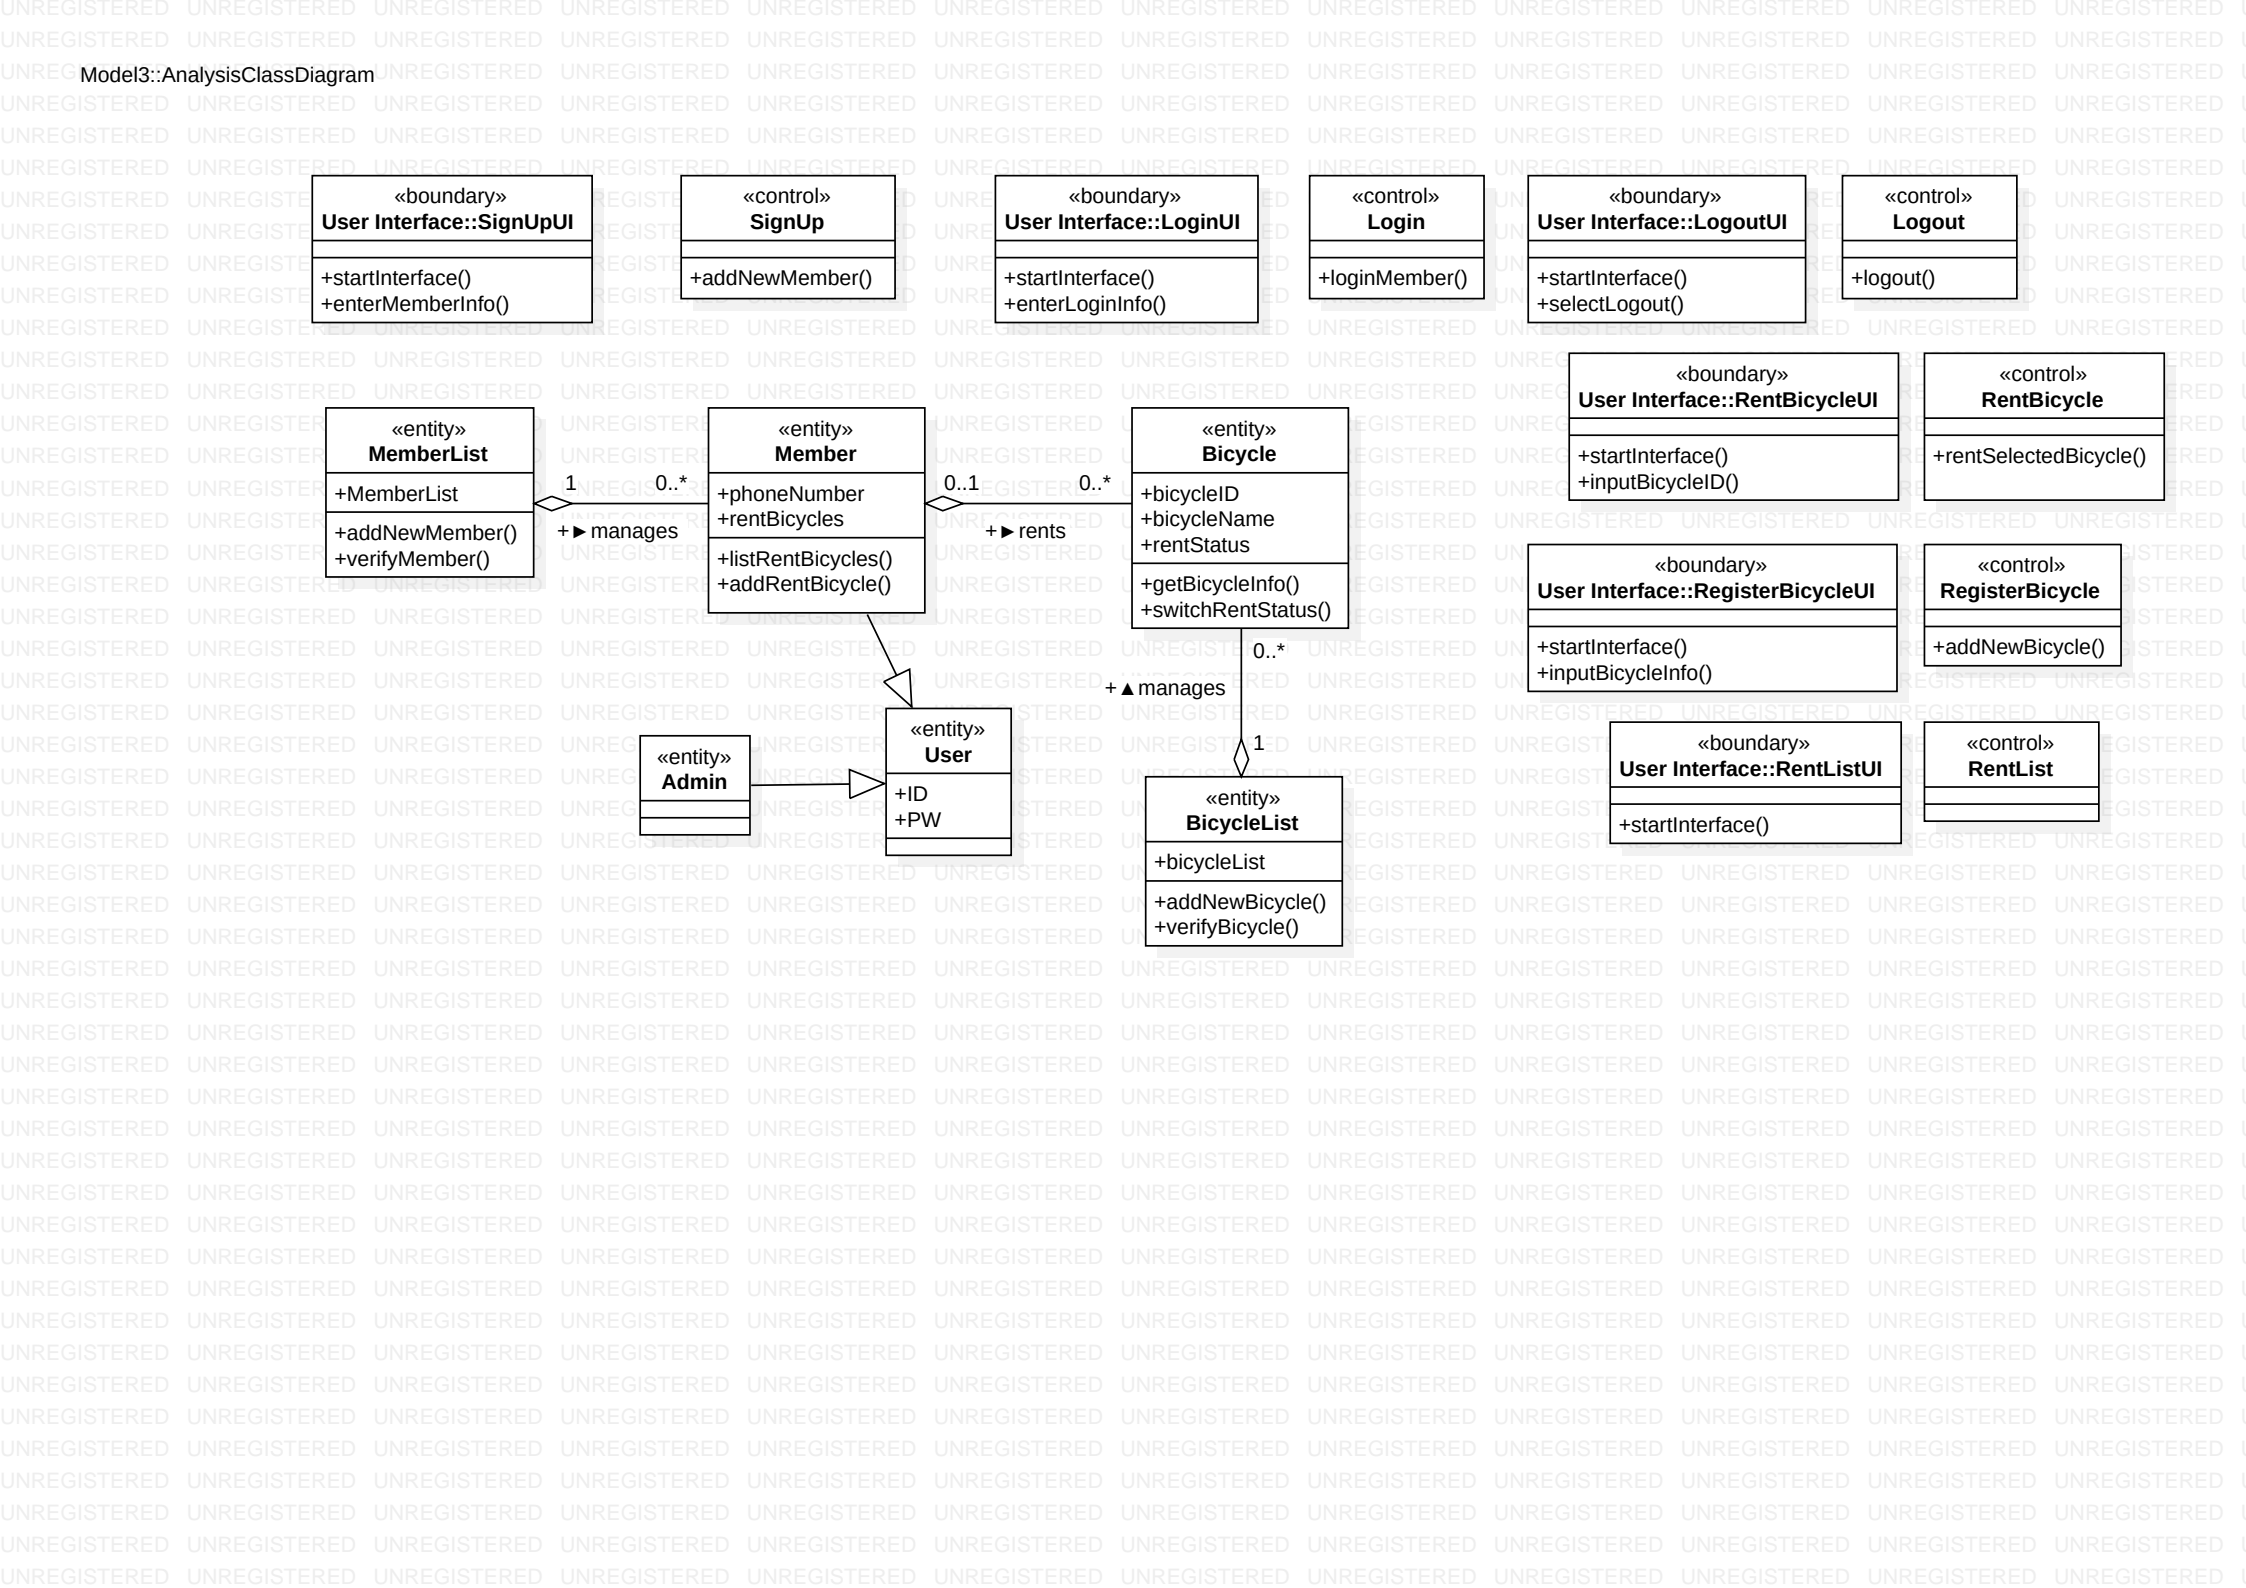 Model3::AnalysisClassDiagram
«boundary»
User Interface::SignUpUI
+startInterface()
+enterMemberInfo()
«control»
SignUp
+addNewMember()
«boundary»
User Interface::LoginUI
+startInterface()
+enterLoginInfo()
«control»
Login
+loginMember()
«boundary»
User Interface::LogoutUI
+startInterface()
+selectLogout()
«control»
Logout
+logout()
«boundary»
User Interface::RentBicycleUI
+startInterface()
+inputBicycleID()
«control»
RentBicycle
+rentSelectedBicycle()
«entity»
MemberList
+MemberList
+addNewMember()
+verifyMember()
1
0..*
+►manages
«entity»
Member
+phoneNumber
+rentBicycles
+listRentBicycles()
+addRentBicycle()
0..1
0..*
+►rents
«entity»
Bicycle
+bicycleID
+bicycleName
+rentStatus
+getBicycleInfo()
+switchRentStatus()
«boundary»
User Interface::RegisterBicycleUI
+startInterface()
+inputBicycleInfo()
«control»
RegisterBicycle
+addNewBicycle()
0..*
+▲manages
1
«entity»
Admin
«entity»
User
+ID
+PW
«entity»
BicycleList
+bicycleList
+addNewBicycle()
+verifyBicycle()
«boundary»
User Interface::RentListUI
+startInterface()
«control»
RentList
UNREGISTERED